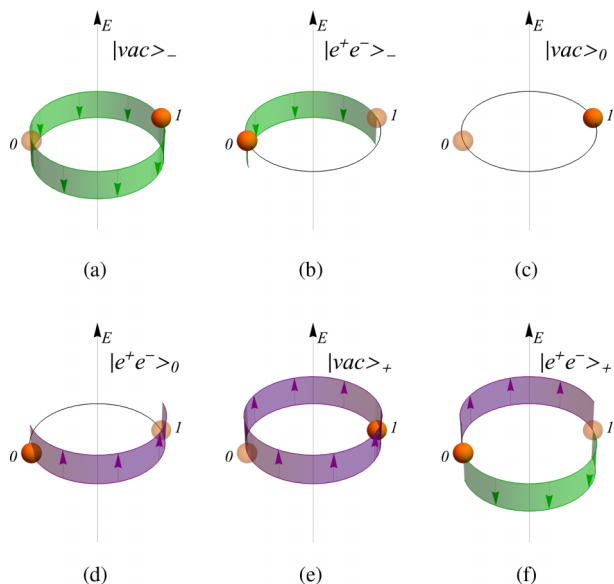 E E E
|vac>₋ |e⁺e⁻>₋ |vac>₀
0 1 0 1 0 1
(a) (b) (c)
E E E
|e⁺e⁻>₀ |vac>₊ |e⁺e⁻>₊
0 1 0 1 0 1
(d) (e) (f)